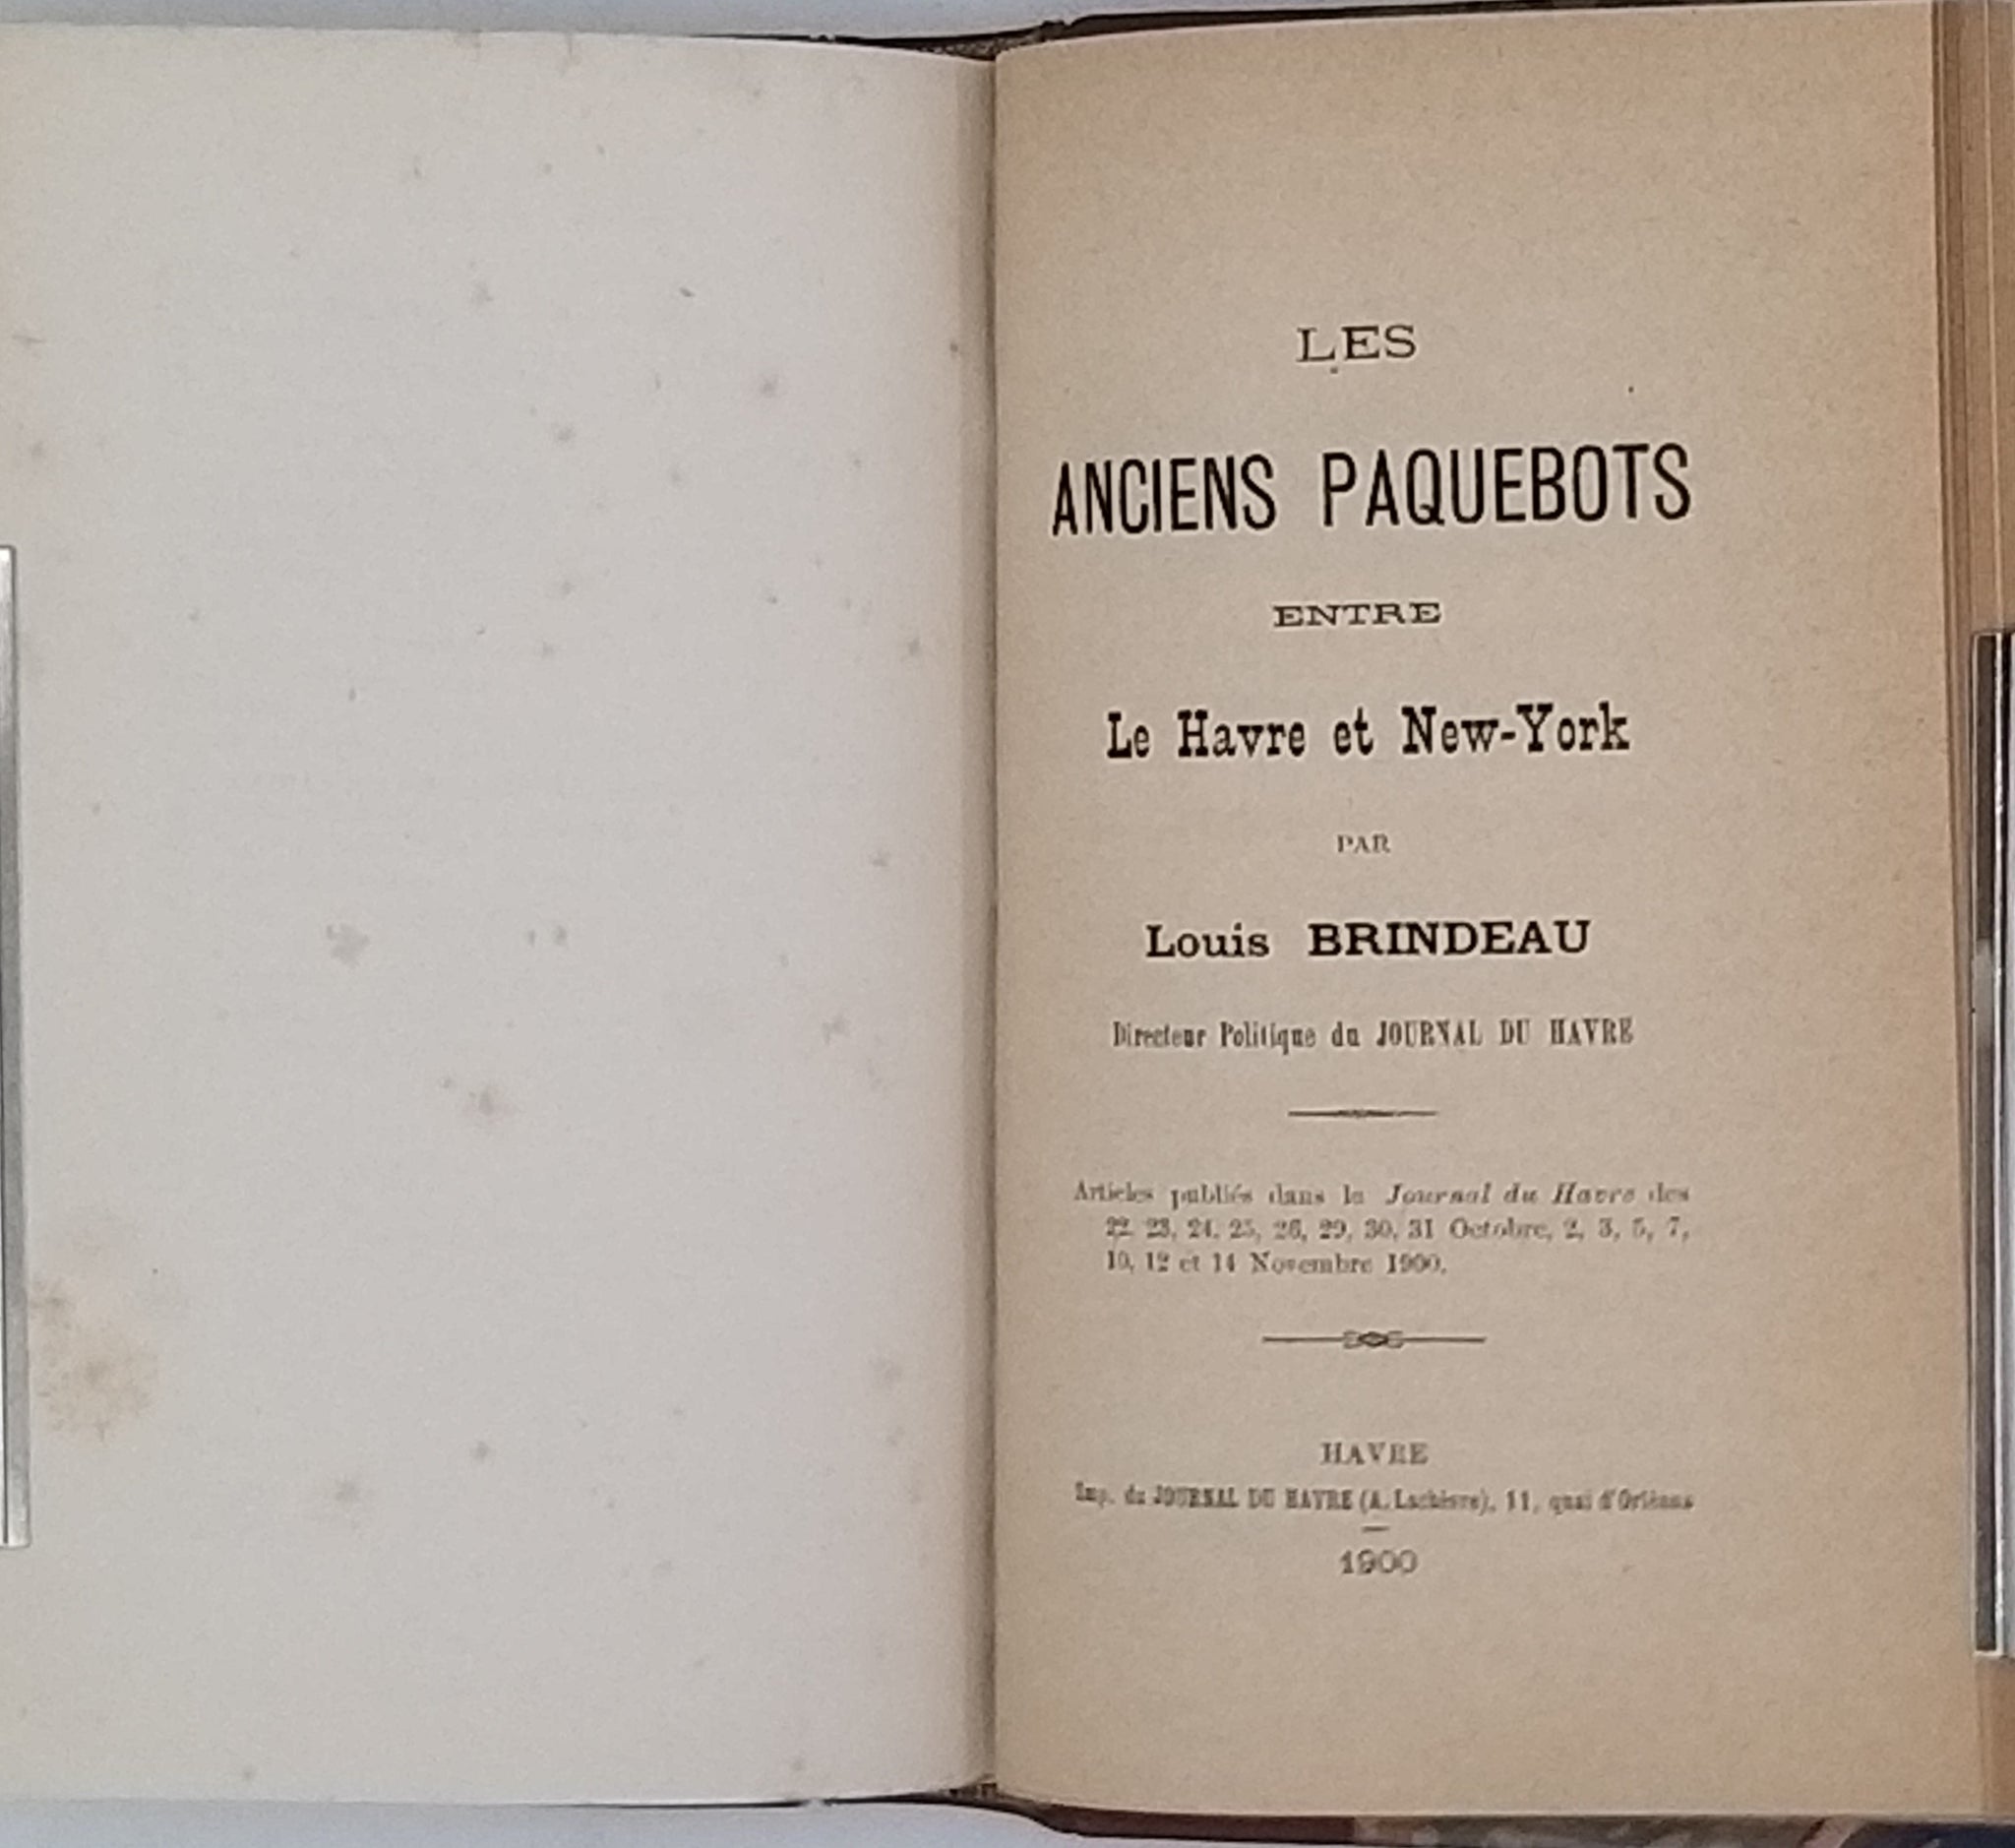 LES
ANCIENS PAQUEBOTS
ENTRE
Le Havre et New-York
PAR
Louis BRINDEAU
Directeur Politique du JOURNAL DU HAVRE
Articles publiés dans le Journal du Havre des
22, 23, 24, 25, 26, 29, 30, 31 Octobre, 2, 3, 5, 7,
10, 12 et 14 Novembre 1900.
HAVRE
Imp. du JOURNAL DU HAVRE (A. Lachèvre), 11, quai d'Orléans
1900